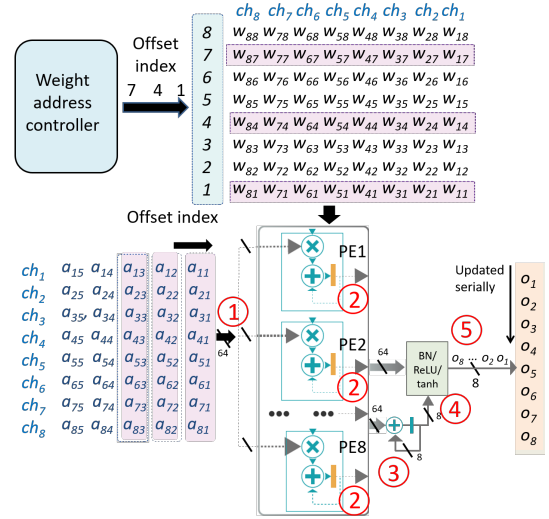 ch8 ch7 ch6 ch5 ch4 ch3 ch2 ch1
Weight
address
controller
Offset
index
7 4 1
8 w88 w78 w68 w58 w48 w38 w28 w18
7 w87 w77 w67 w57 w47 w37 w27 w17
6 w86 w76 w66 w56 w46 w36 w26 w16
5 w85 w75 w65 w55 w45 w35 w26 w15
4 w84 w74 w64 w54 w44 w34 w24 w14
3 w83 w73 w63 w53 w43 w33 w23 w13
2 w82 w72 w62 w52 w42 w32 w22 w12
1 w81 w71 w61 w51 w41 w31 w21 w11
Offset index
ch1 a15 a14 a13 a12 a11
ch2 a25 a24 a23 a22 a21
ch3 a35, a34 a33 a32 a31
ch4 a45 a44 a43 a42 a41
ch5 a55 a54 a53 a52 a51
ch6 a65 a64 a63 a62 a61
ch7 a75 a74 a73 a72 a71
ch8 a85 a84 a83 a82 a81
64
1
PE1
2
PE2
2
PE8
2
64
64
3
8
8
4
BN/
ReLU/
tanh
5
o8 ... o2 o1
8
Updated
serially
o1
o2
o3
o4
o5
o6
o7
o8